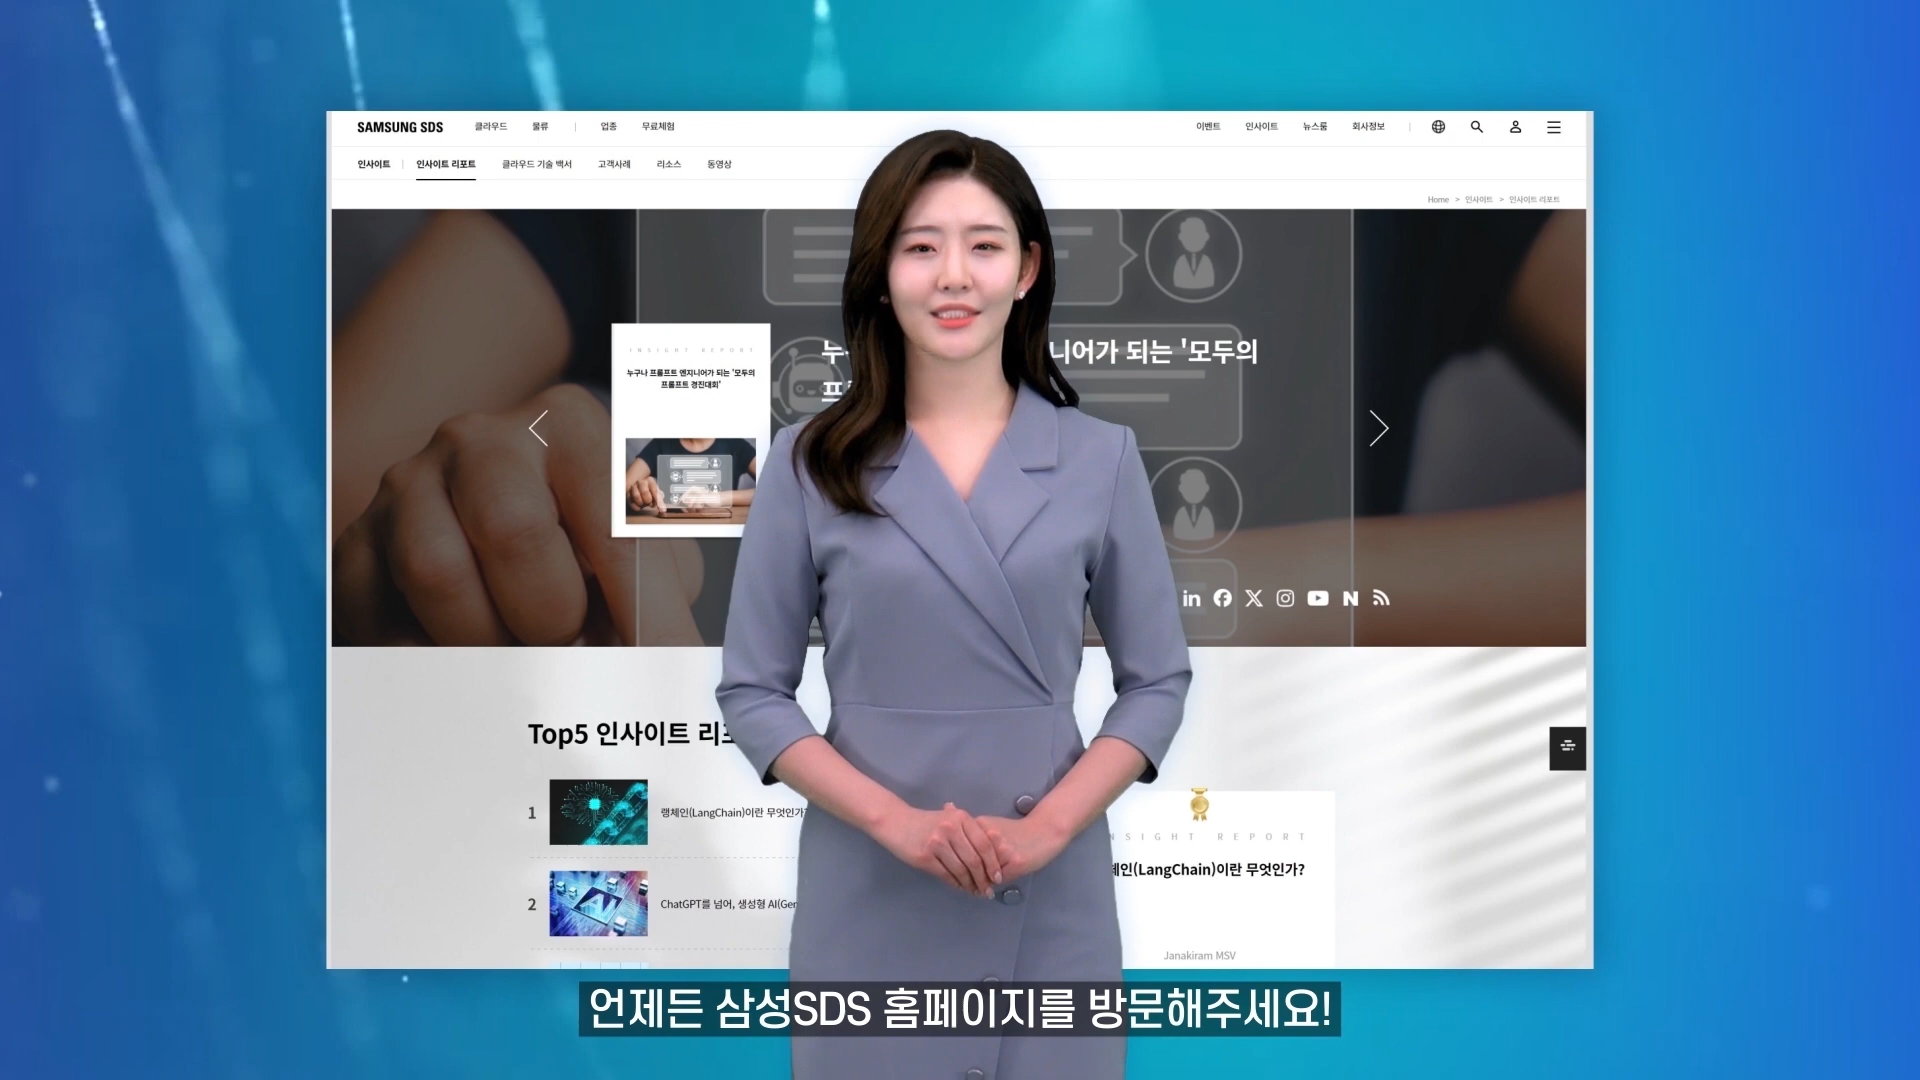 SAMSUNG SDS 클라우드 물류 | 업종 무료체험 이벤트 인사이트 뉴스룸 회사정보 |
인사이트 | 인사이트 리포트 클라우드 기술 백서 고객사례 리소스 동영상
Home > 인사이트 > 인사이트 리포트
INSIGHT REPORT
누구나 프롬프트 엔지니어가 되는 '모두의
프롬프트 경진대회'
니어가 되는 '모두의
Top5 인사이트
1 랭체인(LangChain)이란 무엇인가?
2 ChatGPT를 넘어, 생성형 AI(Gen
AI
NSIGHT REPORT
체인(LangChain)이란 무엇인가?
Janakiram MSV
언제든 삼성SDS 홈페이지를 방문해주세요!